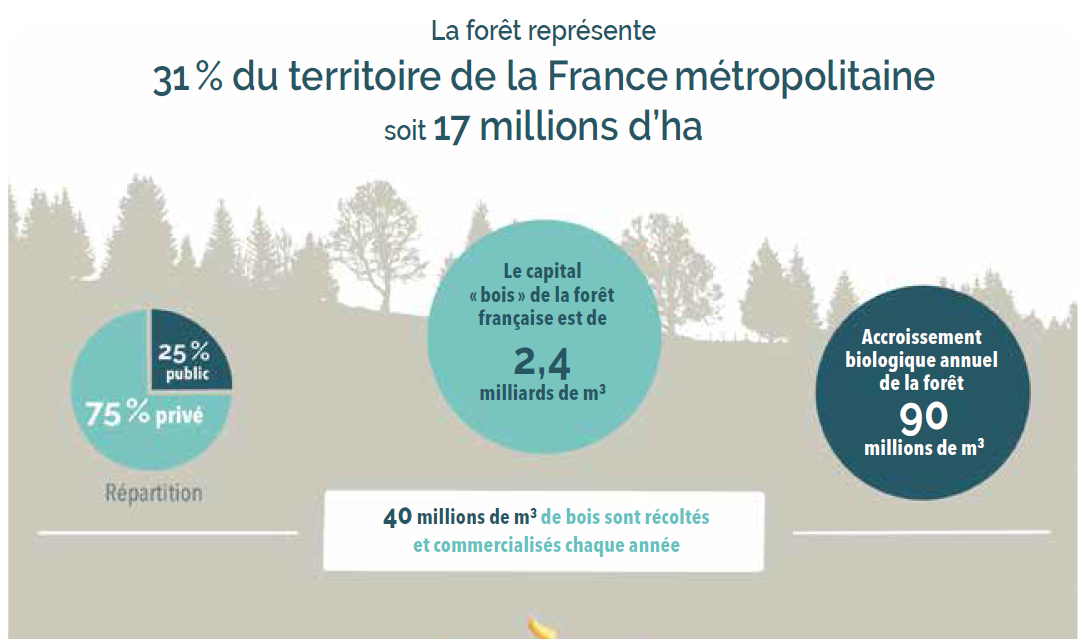 La forêt représente
31 % du territoire de la France métropolitaine
soit 17 millions d’ha
Le capital
« bois » de la forêt
française est de
2,4
milliards de m³
Accroissement
biologique annuel
de la forêt
90
millions de m³
25 %
public
75 % privé
Répartition
40 millions de m³ de bois sont récoltés
et commercialisés chaque année